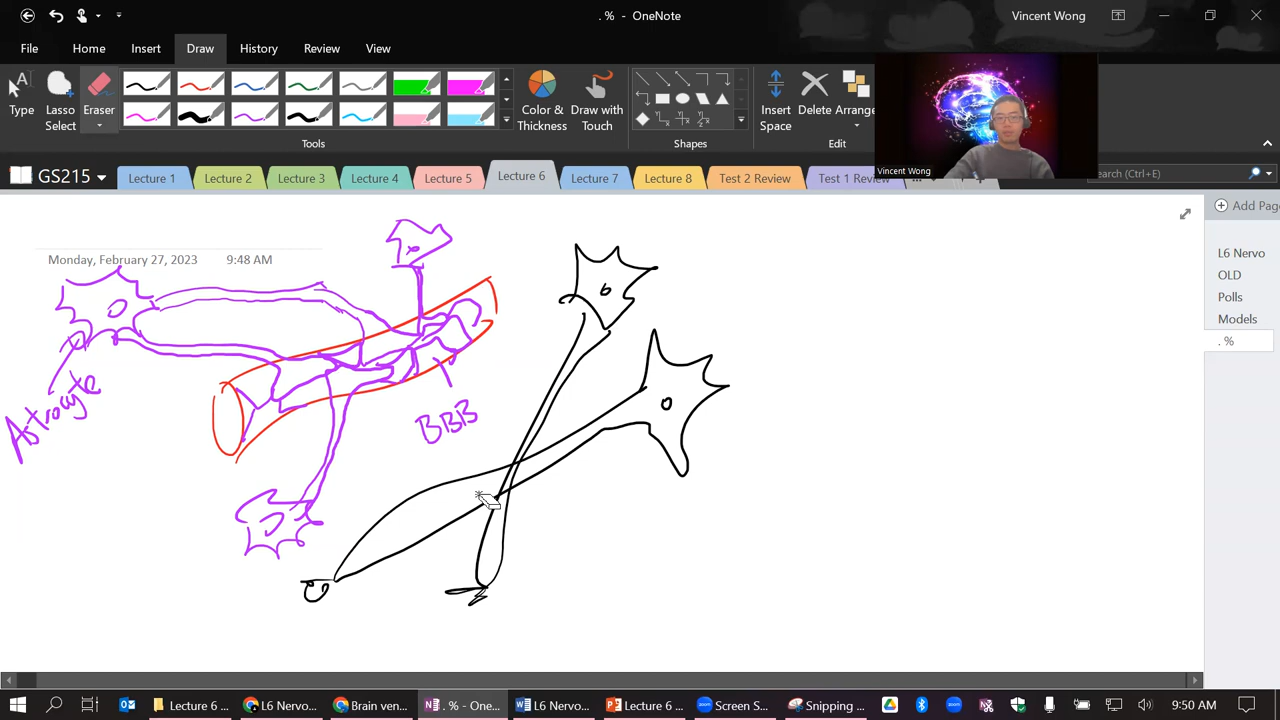 . % - OneNote
Vincent Wong
File Home Insert Draw History Review View
Type
Lasso Select
Eraser
Color & Thickness
Draw with Touch
Insert Space
Delete
Arrange
Tools
Shapes
Edit
Vincent Wong
GS215
Lecture 1
Lecture 2
Lecture 3
Lecture 4
Lecture 5
Lecture 6
Lecture 7
Lecture 8
Test 2 Review
Test 1 Review
earch (Ctrl+E)
Add Pag
L6 Nervo
OLD
Polls
Models
. %
Monday, February 27, 2023 9:48 AM
Astrocyte
BBB
Lecture 6 ...
L6 Nervo...
Brain ven...
. % - One...
L6 Nervo...
Lecture 6 ...
Screen S...
Snipping ...
9:50 AM